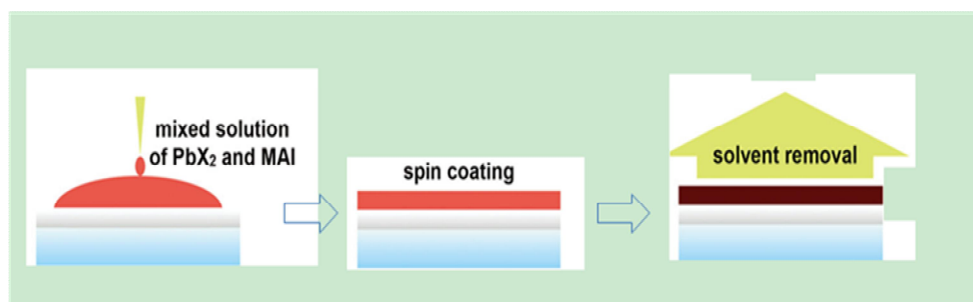 mixed solution
of PbX₂ and MAI
spin coating
solvent removal